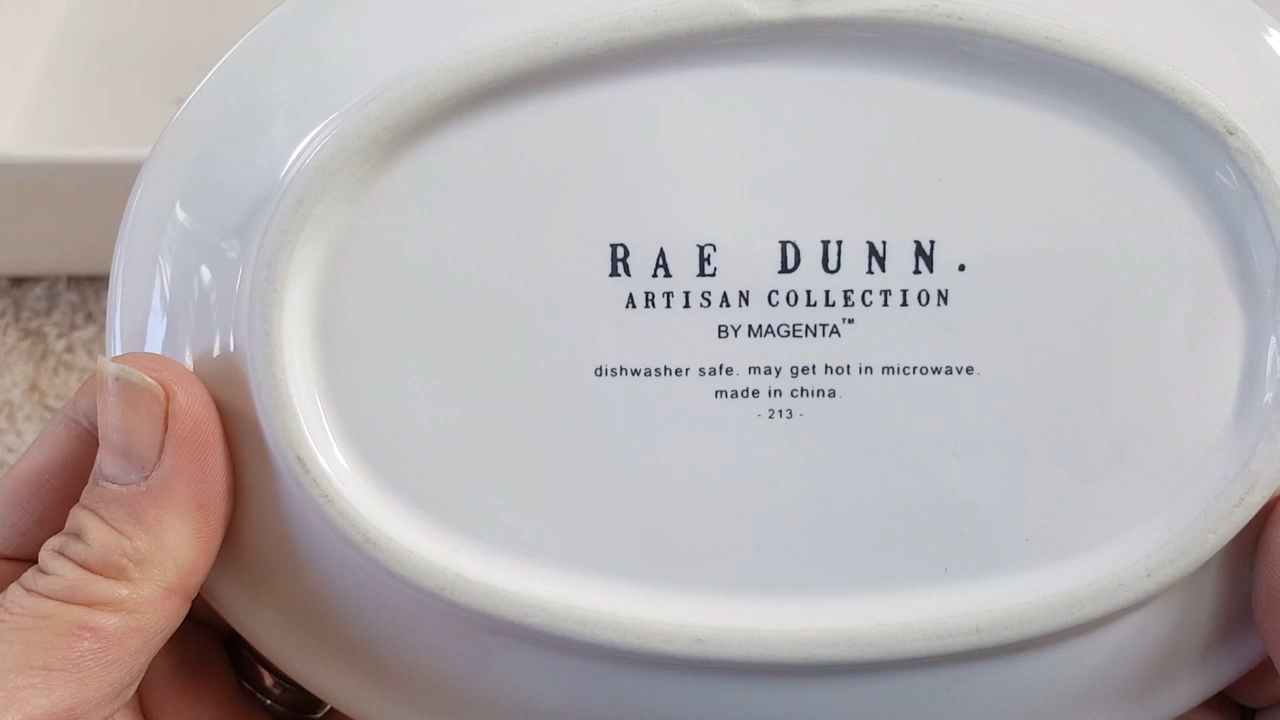 RAE DUNN.
ARTISAN COLLECTION
BY MAGENTA™
dishwasher safe. may get hot in microwave.
made in china.
- 213 -